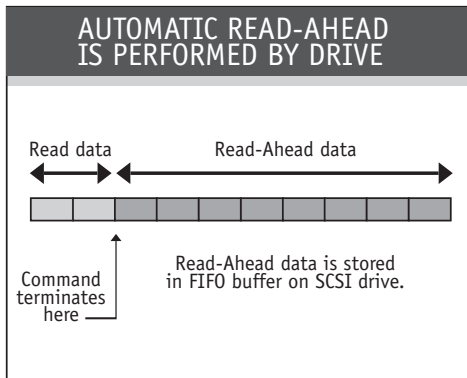 AUTOMATIC READ-AHEAD
IS PERFORMED BY DRIVE
Read data
Read-Ahead data
Command
terminates
here
Read-Ahead data is stored
in FIFO buffer on SCSI drive.